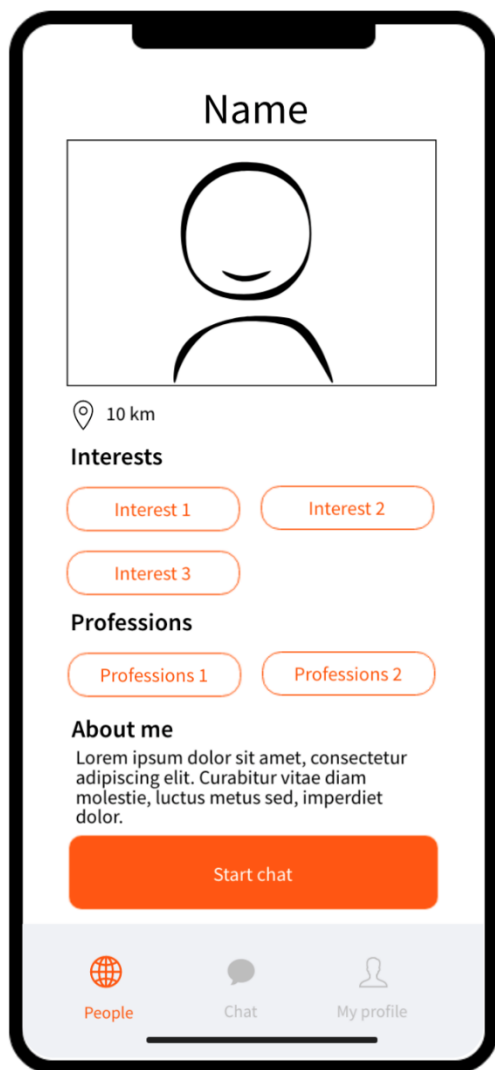 Name
10 km
Interests
Interest 1
Interest 2
Interest 3
Professions
Professions 1
Professions 2
About me
Lorem ipsum dolor sit amet, consectetur
adipiscing elit. Curabitur vitae diam
molestie, luctus metus sed, imperdiet
dolor.
Start chat
People
Chat
My profile